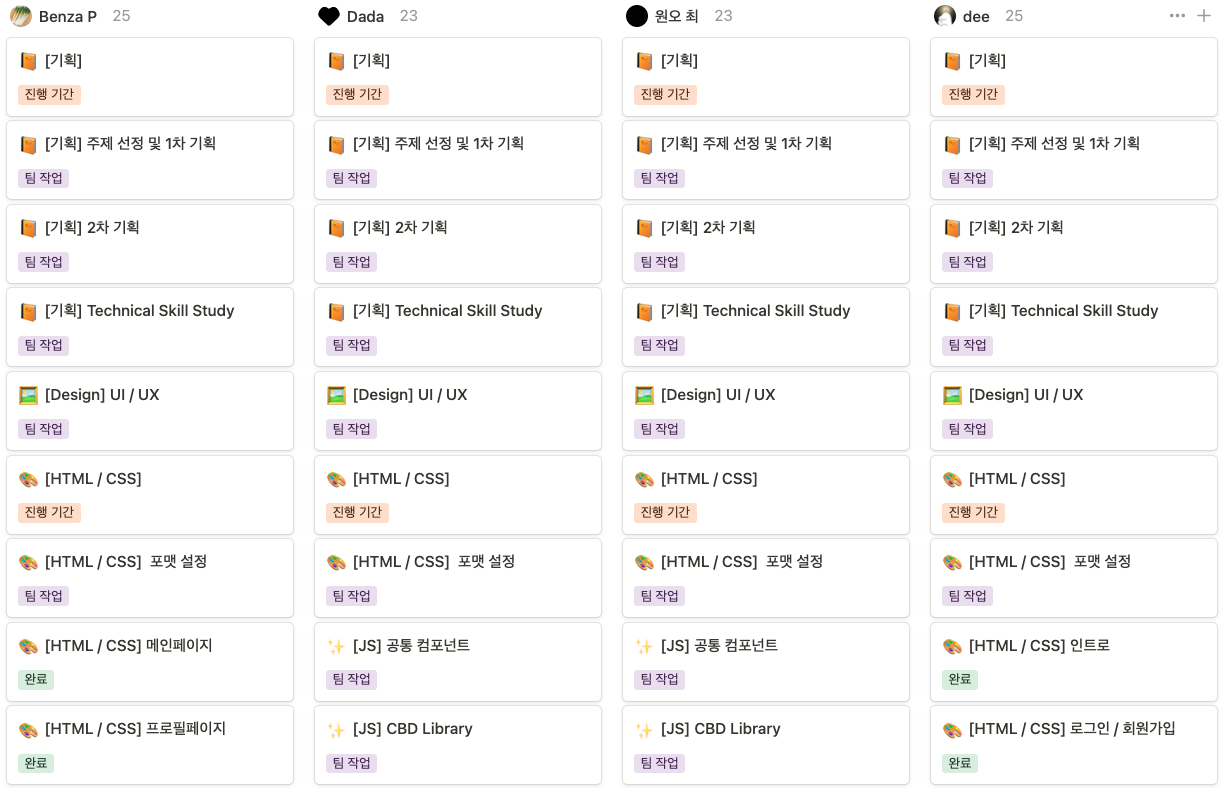 Benza P 25
[기획]
진행 기간
[기획] 주제 선정 및 1차 기획
팀 작업
[기획] 2차 기획
팀 작업
[기획] Technical Skill Study
팀 작업
[Design] UI / UX
팀 작업
[HTML / CSS]
진행 기간
[HTML / CSS] 포맷 설정
팀 작업
[HTML / CSS] 메인페이지
완료
[HTML / CSS] 프로필페이지
완료
Dada 23
[기획]
진행 기간
[기획] 주제 선정 및 1차 기획
팀 작업
[기획] 2차 기획
팀 작업
[기획] Technical Skill Study
팀 작업
[Design] UI / UX
팀 작업
[HTML / CSS]
진행 기간
[HTML / CSS] 포맷 설정
팀 작업
[JS] 공통 컴포넌트
팀 작업
[JS] CBD Library
팀 작업
원오 최 23
[기획]
진행 기간
[기획] 주제 선정 및 1차 기획
팀 작업
[기획] 2차 기획
팀 작업
[기획] Technical Skill Study
팀 작업
[Design] UI / UX
팀 작업
[HTML / CSS]
진행 기간
[HTML / CSS] 포맷 설정
팀 작업
[JS] 공통 컴포넌트
팀 작업
[JS] CBD Library
팀 작업
dee 25
[기획]
진행 기간
[기획] 주제 선정 및 1차 기획
팀 작업
[기획] 2차 기획
팀 작업
[기획] Technical Skill Study
팀 작업
[Design] UI / UX
팀 작업
[HTML / CSS]
진행 기간
[HTML / CSS] 포맷 설정
팀 작업
[HTML / CSS] 인트로
완료
[HTML / CSS] 로그인 / 회원가입
완료